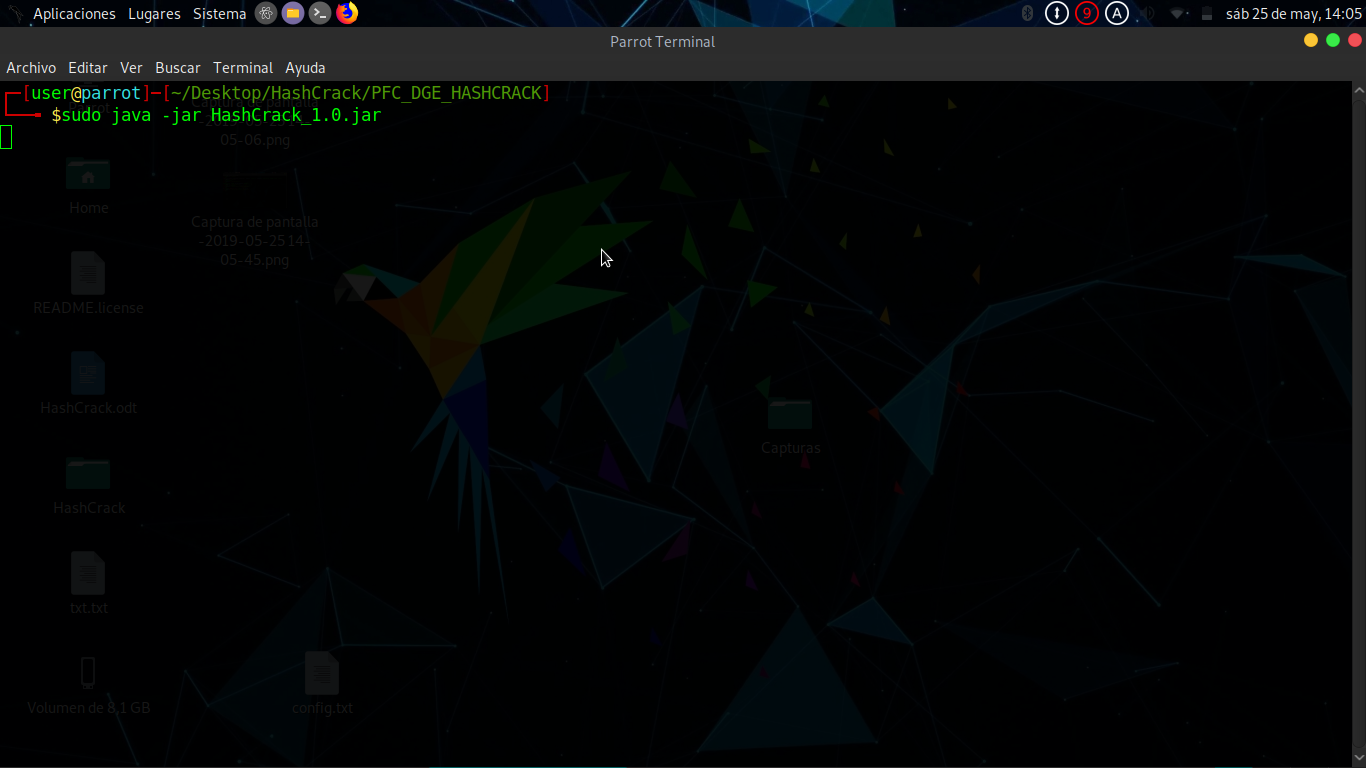 Aplicaciones Lugares Sistema
9 A sáb 25 de may, 14:05
Parrot Terminal
Archivo Editar Ver Buscar Terminal Ayuda
[user@parrot]─[~/Desktop/HashCrack/PFC_DGE_HASHCRACK]
$sudo java -jar HashCrack_1.0.jar
05-06.png
Home
Captura de pantalla
-2019-05-25 14-
05-45.png
README.license
HashCrack.odt
Capturas
HashCrack
txt.txt
Volumen de 8,1 GB
config.txt